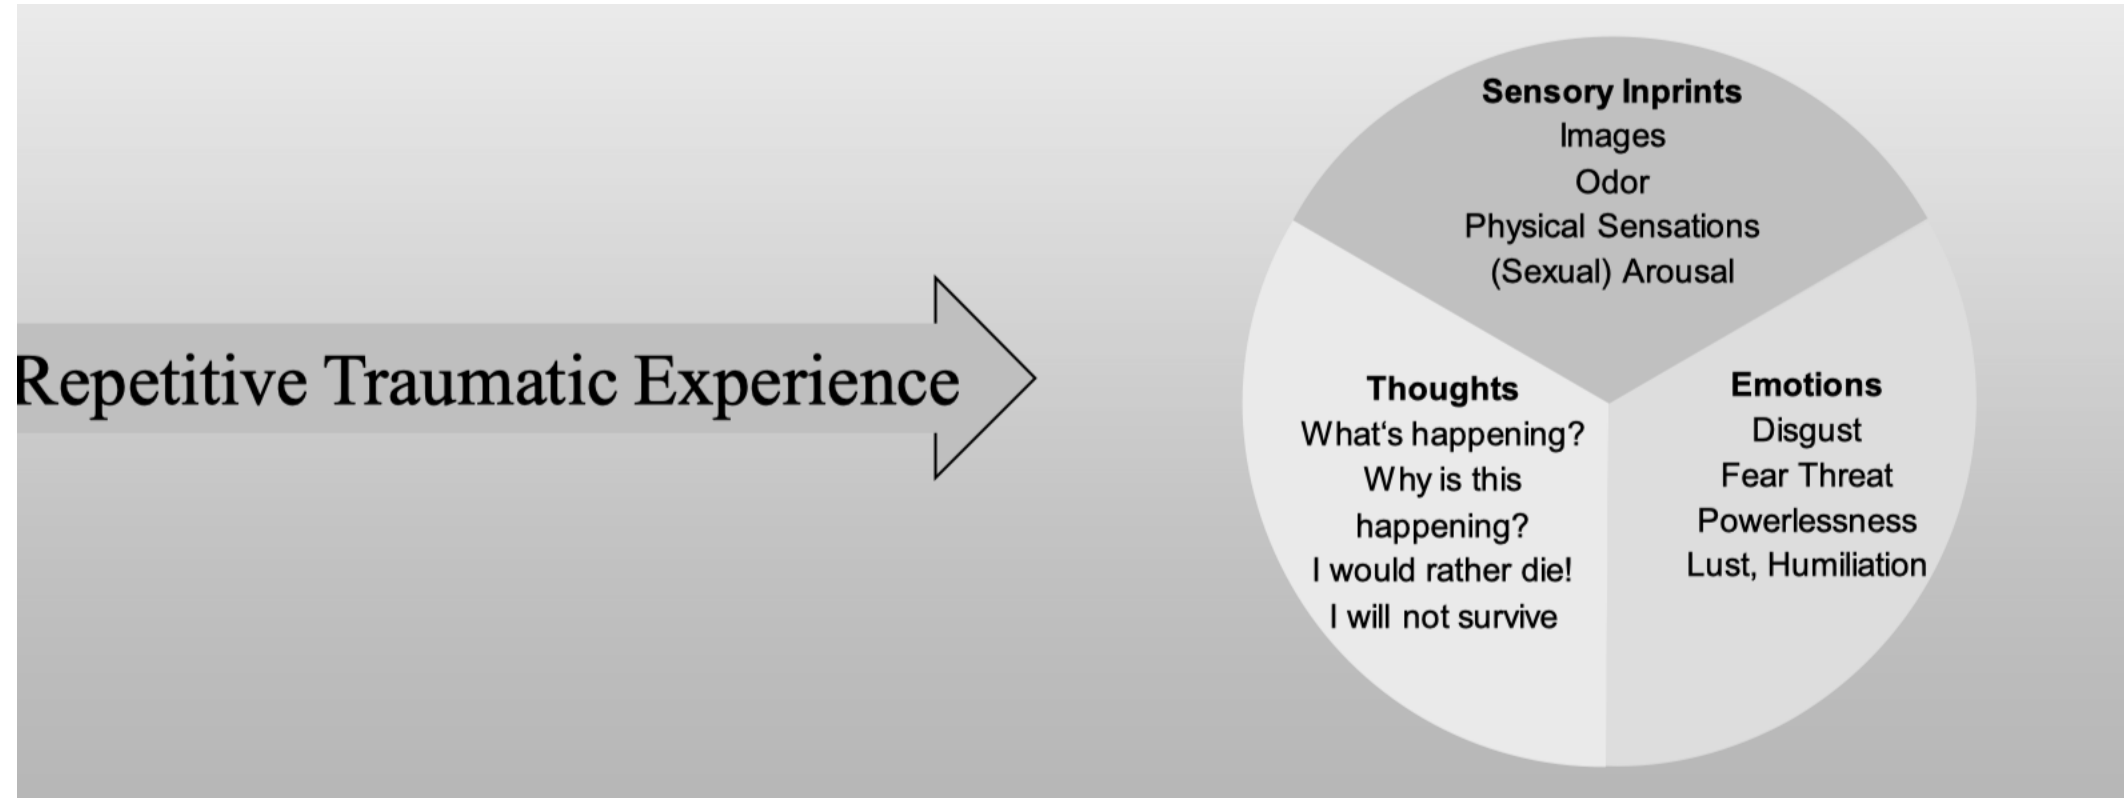 Repetitive Traumatic Experience
Sensory Inprints
Images
Odor
Physical Sensations
(Sexual) Arousal
Thoughts
What‘s happening?
Why is this
happening?
I would rather die!
I will not survive
Emotions
Disgust
Fear Threat
Powerlessness
Lust, Humiliation